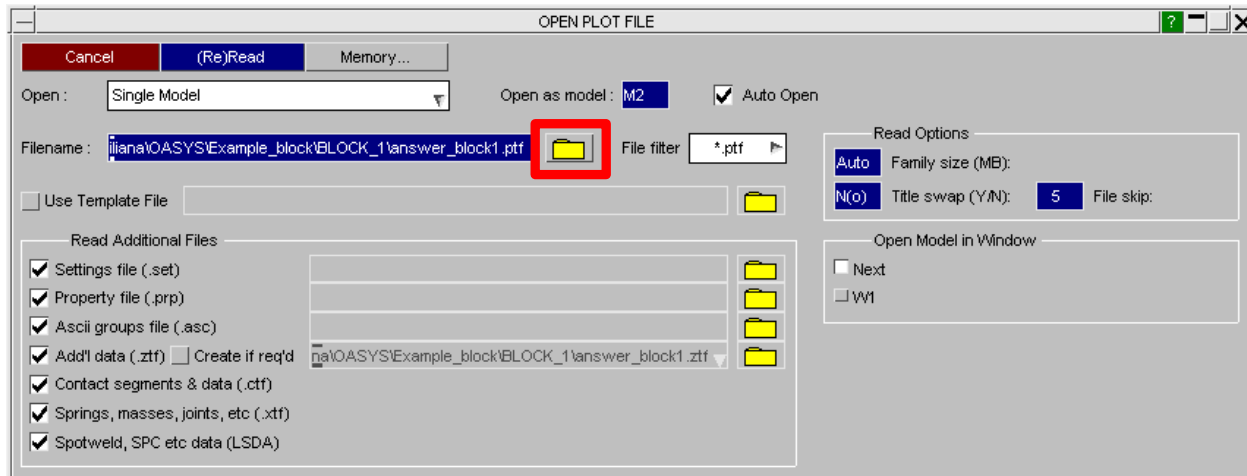 OPEN PLOT FILE
?
Cancel (Re)Read Memory...
Open : Single Model Open as model : M2 Auto Open
Filename : iliana\OASYS\Example_block\BLOCK_1\answer_block1.ptf File filter *.ptf
Use Template File
Read Additional Files
Settings file (.set)
Property file (.prp)
Ascii groups file (.asc)
Add'l data (.ztf) Create if req'd na\OASYS\Example_block\BLOCK_1\answer_block1.ztf
Contact segments & data (.ctf)
Springs, masses, joints, etc (.xtf)
Spotweld, SPC etc data (LSDA)
Read Options
Auto Family size (MB):
N(o) Title swap (Y/N): 5 File skip:
Open Model in Window
Next
W1